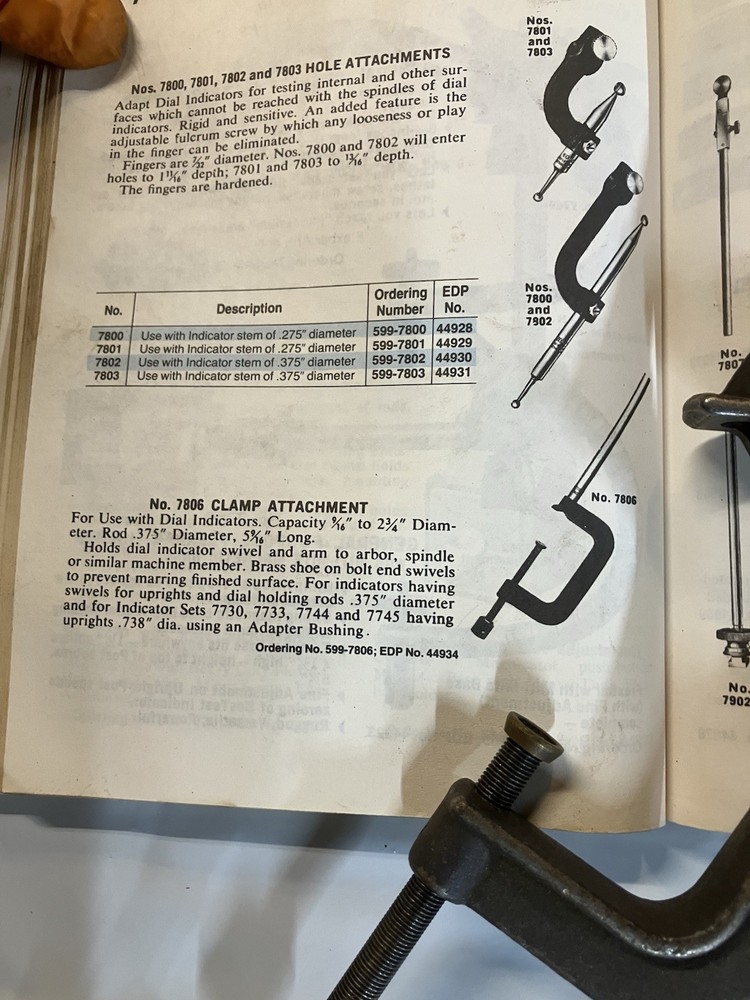 Nos. 7800, 7801, 7802 and 7803 HOLE ATTACHMENTS
Adapt Dial Indicators for testing internal and other sur-
faces which cannot be reached with the spindles of dial
indicators. Rigid and sensitive. An added feature is the
adjustable fulcrum screw by which any looseness or play
in the finger can be eliminated.
Fingers are 7/32" diameter. Nos. 7800 and 7802 will enter
holes to 1 11/16" depth; 7801 and 7803 to 13/16" depth.
The fingers are hardened.
Nos.
7801
and
7803
Nos.
7800
and
7902
No. Description Ordering Number EDP No.
7800 Use with Indicator stem of .275" diameter 599-7800 44928
7801 Use with Indicator stem of .275" diameter 599-7801 44929
7802 Use with Indicator stem of .375" diameter 599-7802 44930
7803 Use with Indicator stem of .375" diameter 599-7803 44931
No. 7806 CLAMP ATTACHMENT
For Use with Dial Indicators. Capacity 5/16" to 2¾" Diam-
eter. Rod .375" Diameter, 5 5/16" Long.
Holds dial indicator swivel and arm to arbor, spindle
or similar machine member. Brass shoe on bolt end swivels
to prevent marring finished surface. For indicators having
swivels for uprights and dial holding rods .375" diameter
and for Indicator Sets 7730, 7733, 7744 and 7745 having
uprights .738" dia. using an Adapter Bushing.
Ordering No. 599-7806; EDP No. 44934
No. 7806
No.
7807
No.
7902